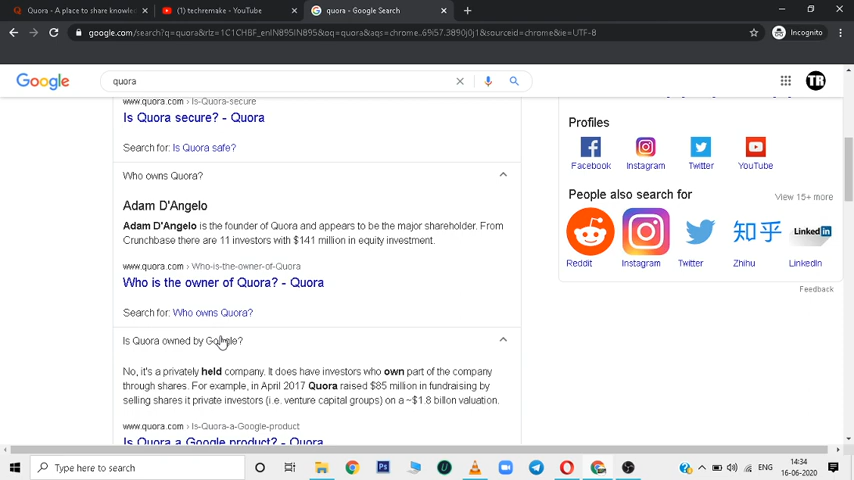 Quora - A place to share knowled
(1) techremake - YouTube
quora - Google Search
google.com/search?q=quora&rlz=1C1CHBF_enIN895IN895&oq=quora&aqs=chrome..69i57.3890j0j1&sourceid=chrome&ie=UTF-8
Incognito
Google
quora
TR
www.quora.com › Is-Quora-secure
Is Quora secure? - Quora
Search for: Is Quora safe?
Who owns Quora?
Adam D'Angelo
Adam D'Angelo is the founder of Quora and appears to be the major shareholder. From
Crunchbase there are 11 investors with $141 million in equity investment.
www.quora.com › Who-is-the-owner-of-Quora
Who is the owner of Quora? - Quora
Search for: Who owns Quora?
Is Quora owned by Google?
No, it's a privately held company. It does have investors who own part of the company
through shares. For example, in April 2017 Quora raised $85 million in fundraising by
selling shares it private investors (i.e. venture capital groups) on a ~$1.8 billon valuation.
www.quora.com › Is-Quora-a-Google-product
Is Quora a Google product? - Quora
Profiles
Facebook
Instagram
Twitter
YouTube
People also search for
View 15+ more
知乎
Linked in
Reddit
Instagram
Twitter
Zhihu
LinkedIn
Feedback
Type here to search
ENG
14:34
16-06-2020